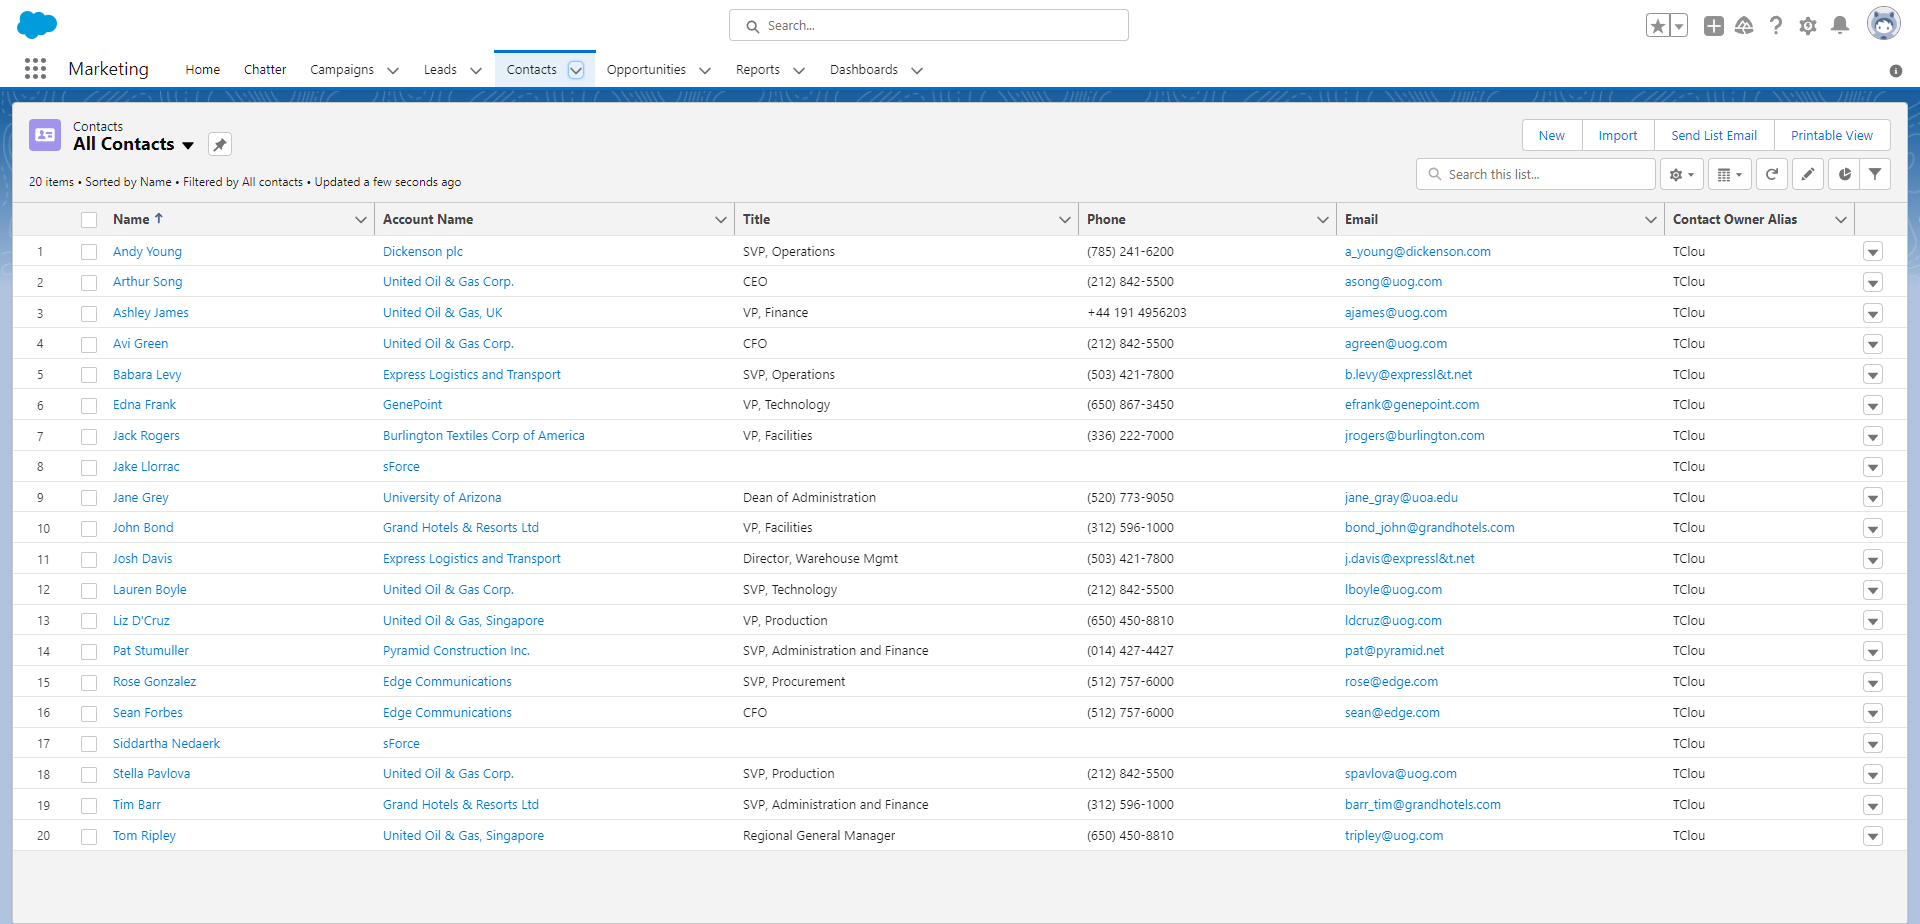 Search...
Marketing Home Chatter Campaigns Leads Contacts Opportunities Reports Dashboards
Contacts
All Contacts
New Import Send List Email Printable View
20 items • Sorted by Name • Filtered by All contacts • Updated a few seconds ago
Search this list...
Name Account Name Title Phone Email Contact Owner Alias
1 Andy Young Dickenson plc SVP, Operations (785) 241-6200 a_young@dickenson.com TClou
2 Arthur Song United Oil & Gas Corp. CEO (212) 842-5500 asong@uog.com TClou
3 Ashley James United Oil & Gas, UK VP, Finance +44 191 4956203 ajames@uog.com TClou
4 Avi Green United Oil & Gas Corp. CFO (212) 842-5500 agreen@uog.com TClou
5 Babara Levy Express Logistics and Transport SVP, Operations (503) 421-7800 b.levy@expressl&t.net TClou
6 Edna Frank GenePoint VP, Technology (650) 867-3450 efrank@genepoint.com TClou
7 Jack Rogers Burlington Textiles Corp of America VP, Facilities (336) 222-7000 jrogers@burlington.com TClou
8 Jake Llorrac sForce TClou
9 Jane Grey University of Arizona Dean of Administration (520) 773-9050 jane_gray@uoa.edu TClou
10 John Bond Grand Hotels & Resorts Ltd VP, Facilities (312) 596-1000 bond_john@grandhotels.com TClou
11 Josh Davis Express Logistics and Transport Director, Warehouse Mgmt (503) 421-7800 j.davis@expressl&t.net TClou
12 Lauren Boyle United Oil & Gas Corp. SVP, Technology (212) 842-5500 lboyle@uog.com TClou
13 Liz D'Cruz United Oil & Gas, Singapore VP, Production (650) 450-8810 ldcruz@uog.com TClou
14 Pat Stumuller Pyramid Construction Inc. SVP, Administration and Finance (014) 427-4427 pat@pyramid.net TClou
15 Rose Gonzalez Edge Communications SVP, Procurement (512) 757-6000 rose@edge.com TClou
16 Sean Forbes Edge Communications CFO (512) 757-6000 sean@edge.com TClou
17 Siddartha Nedaerk sForce TClou
18 Stella Pavlova United Oil & Gas Corp. SVP, Production (212) 842-5500 spavlova@uog.com TClou
19 Tim Barr Grand Hotels & Resorts Ltd SVP, Administration and Finance (312) 596-1000 barr_tim@grandhotels.com TClou
20 Tom Ripley United Oil & Gas, Singapore Regional General Manager (650) 450-8810 tripley@uog.com TClou